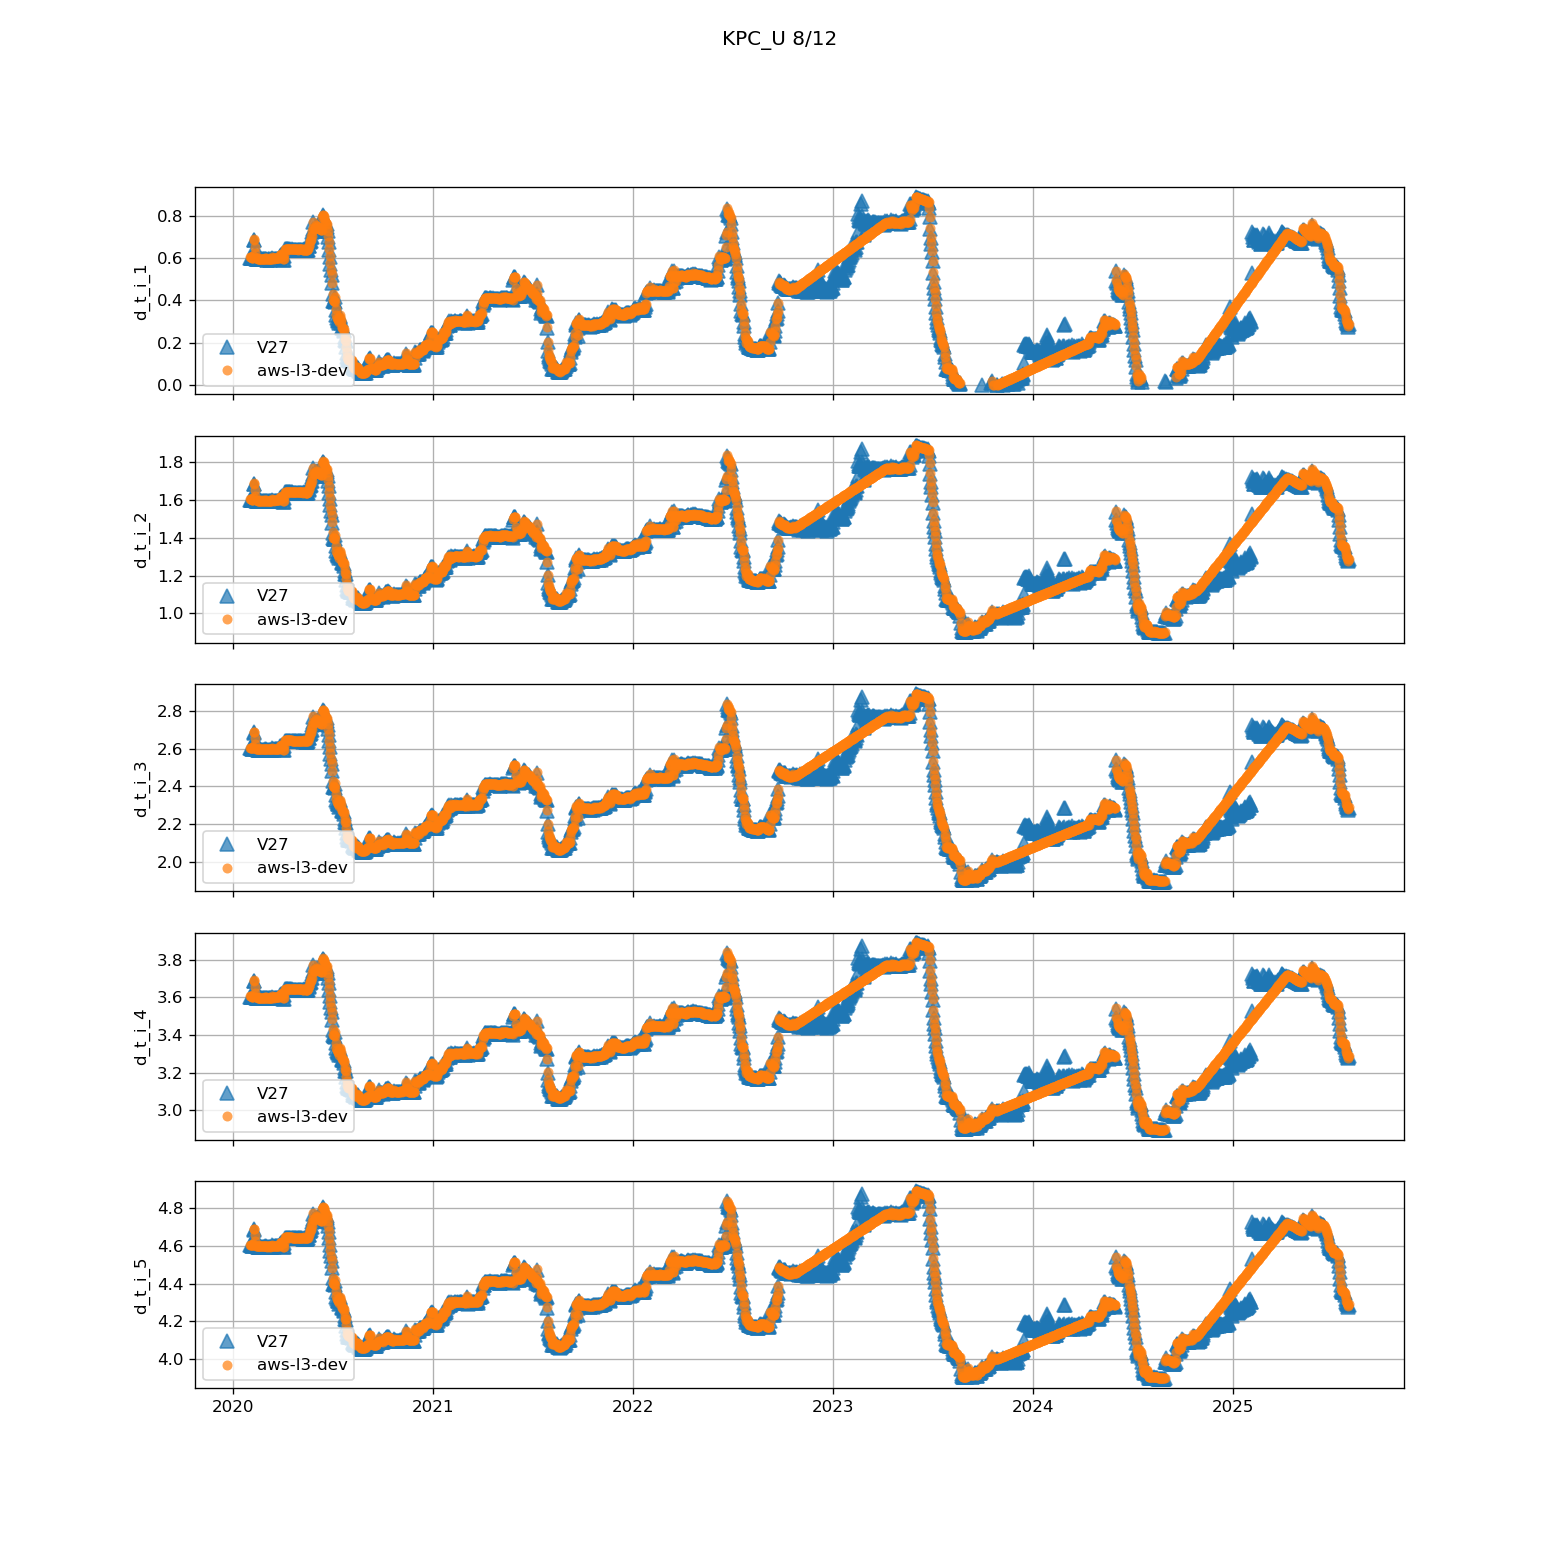 KPC_U 8/12
0.8
0.6
0.4
0.2
0.0
d_t_i_1
V27
aws-l3-dev
1.8
1.6
1.4
1.2
1.0
d_t_i_2
V27
aws-l3-dev
2.8
2.6
2.4
2.2
2.0
d_t_i_3
V27
aws-l3-dev
3.8
3.6
3.4
3.2
3.0
d_t_i_4
V27
aws-l3-dev
4.8
4.6
4.4
4.2
4.0
d_t_i_5
V27
aws-l3-dev
2020 2021 2022 2023 2024 2025